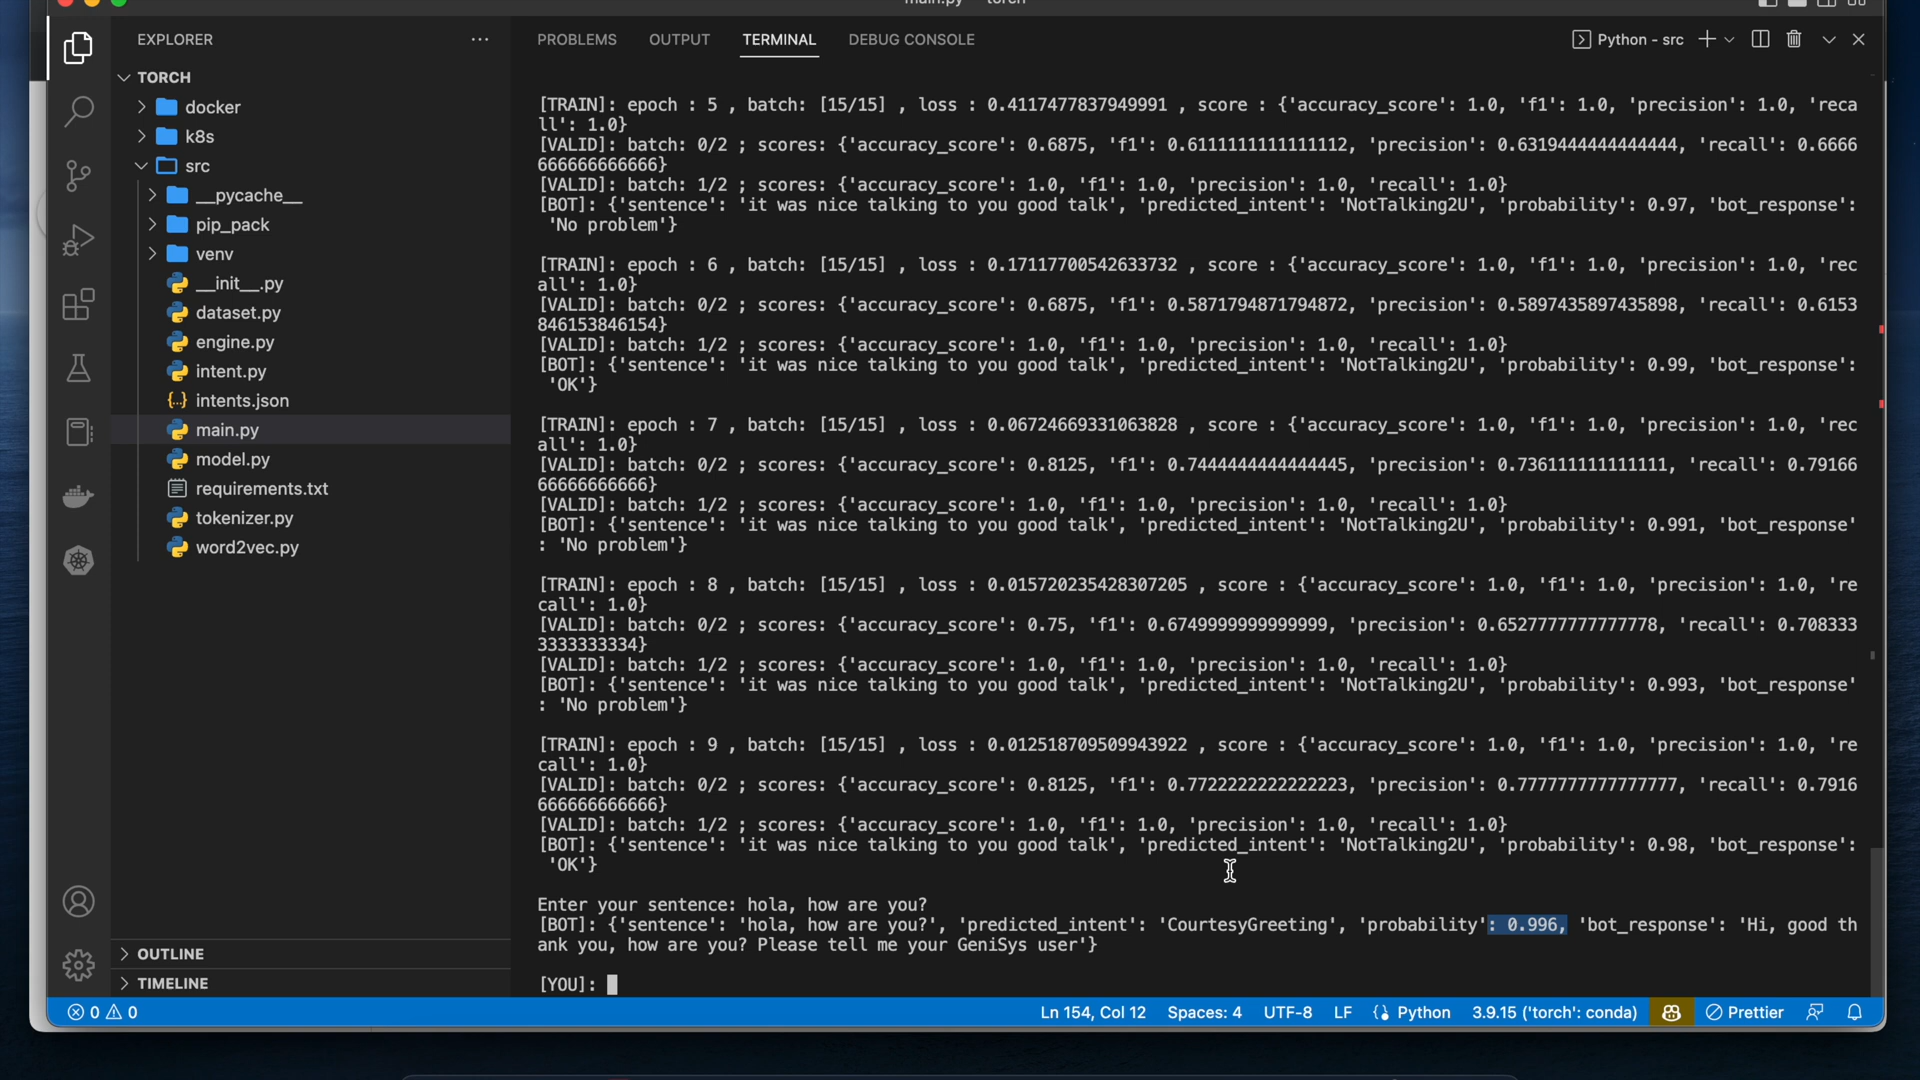 EXPLORER
PROBLEMS OUTPUT TERMINAL DEBUG CONSOLE Python - src
TORCH
docker
k8s
src
__pycache__
pip_pack
venv
__init__.py
dataset.py
engine.py
intent.py
intents.json
main.py
model.py
requirements.txt
tokenizer.py
word2vec.py
OUTLINE
TIMELINE
[TRAIN]: epoch : 5 , batch: [15/15] , loss : 0.4117477837949991 , score : {'accuracy_score': 1.0, 'f1': 1.0, 'precision': 1.0, 'reca
ll': 1.0}
[VALID]: batch: 0/2 ; scores: {'accuracy_score': 0.6875, 'f1': 0.6111111111111112, 'precision': 0.6319444444444444, 'recall': 0.6666
666666666666}
[VALID]: batch: 1/2 ; scores: {'accuracy_score': 1.0, 'f1': 1.0, 'precision': 1.0, 'recall': 1.0}
[BOT]: {'sentence': 'it was nice talking to you good talk', 'predicted_intent': 'NotTalking2U', 'probability': 0.97, 'bot_response':
'No problem'}
[TRAIN]: epoch : 6 , batch: [15/15] , loss : 0.17117700542633732 , score : {'accuracy_score': 1.0, 'f1': 1.0, 'precision': 1.0, 'rec
all': 1.0}
[VALID]: batch: 0/2 ; scores: {'accuracy_score': 0.6875, 'f1': 0.5871794871794872, 'precision': 0.5897435897435898, 'recall': 0.6153
846153846154}
[VALID]: batch: 1/2 ; scores: {'accuracy_score': 1.0, 'f1': 1.0, 'precision': 1.0, 'recall': 1.0}
[BOT]: {'sentence': 'it was nice talking to you good talk', 'predicted_intent': 'NotTalking2U', 'probability': 0.99, 'bot_response':
'OK'}
[TRAIN]: epoch : 7 , batch: [15/15] , loss : 0.06724669331063828 , score : {'accuracy_score': 1.0, 'f1': 1.0, 'precision': 1.0, 'rec
all': 1.0}
[VALID]: batch: 0/2 ; scores: {'accuracy_score': 0.8125, 'f1': 0.7444444444444445, 'precision': 0.736111111111111, 'recall': 0.79166
66666666666}
[VALID]: batch: 1/2 ; scores: {'accuracy_score': 1.0, 'f1': 1.0, 'precision': 1.0, 'recall': 1.0}
[BOT]: {'sentence': 'it was nice talking to you good talk', 'predicted_intent': 'NotTalking2U', 'probability': 0.991, 'bot_response'
: 'No problem'}
[TRAIN]: epoch : 8 , batch: [15/15] , loss : 0.015720235428307205 , score : {'accuracy_score': 1.0, 'f1': 1.0, 'precision': 1.0, 're
call': 1.0}
[VALID]: batch: 0/2 ; scores: {'accuracy_score': 0.75, 'f1': 0.6749999999999999, 'precision': 0.6527777777777778, 'recall': 0.708333
3333333334}
[VALID]: batch: 1/2 ; scores: {'accuracy_score': 1.0, 'f1': 1.0, 'precision': 1.0, 'recall': 1.0}
[BOT]: {'sentence': 'it was nice talking to you good talk', 'predicted_intent': 'NotTalking2U', 'probability': 0.993, 'bot_response'
: 'No problem'}
[TRAIN]: epoch : 9 , batch: [15/15] , loss : 0.012518709509943922 , score : {'accuracy_score': 1.0, 'f1': 1.0, 'precision': 1.0, 're
call': 1.0}
[VALID]: batch: 0/2 ; scores: {'accuracy_score': 0.8125, 'f1': 0.7722222222222223, 'precision': 0.7777777777777777, 'recall': 0.7916
666666666666}
[VALID]: batch: 1/2 ; scores: {'accuracy_score': 1.0, 'f1': 1.0, 'precision': 1.0, 'recall': 1.0}
[BOT]: {'sentence': 'it was nice talking to you good talk', 'predicted_intent': 'NotTalking2U', 'probability': 0.98, 'bot_response':
'OK'}
Enter your sentence: hola, how are you?
[BOT]: {'sentence': 'hola, how are you?', 'predicted_intent': 'CourtesyGreeting', 'probability': 0.996, 'bot_response': 'Hi, good th
ank you, how are you? Please tell me your GeniSys user'}
[YOU]:
0 0 Ln 154, Col 12 Spaces: 4 UTF-8 LF Python 3.9.15 ('torch': conda) Prettier